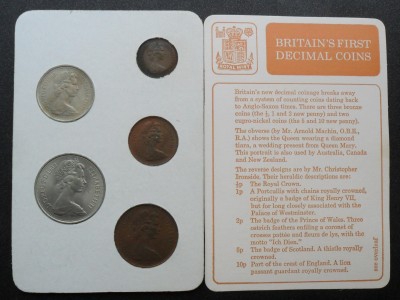 ROYAL MINT
BRITAIN'S FIRST
DECIMAL COINS
Britain's new decimal coinage breaks away
from a system of counting coins dating back
to Anglo-Saxon times. There are three bronze
coins (the ½, 1 and 2 new penny) and two
cupro-nickel coins (the 5 and 10 new penny).
The obverse (by Mr. Arnold Machin, O.B.E.,
R.A.) shows the Queen wearing a diamond
tiara, a wedding present from Queen Mary.
This portrait is also used by Australia, Canada
and New Zealand.
The reverse designs are by Mr. Christopher
Ironside. Their heraldic descriptions are:
½p The Royal Crown.
1p A Portcullis with chains royally crowned,
originally a badge of King Henry VII,
but for long closely associated with the
Palace of Westminster.
2p The badge of the Prince of Wales. Three
ostrich feathers enfiling a coronet of
crosses patée and fleurs de lys, with the
motto "Ich Dien."
5p The badge of Scotland. A thistle royally
crowned.
10p Part of the crest of England. A lion
passant guardant royally crowned.
see overleaf